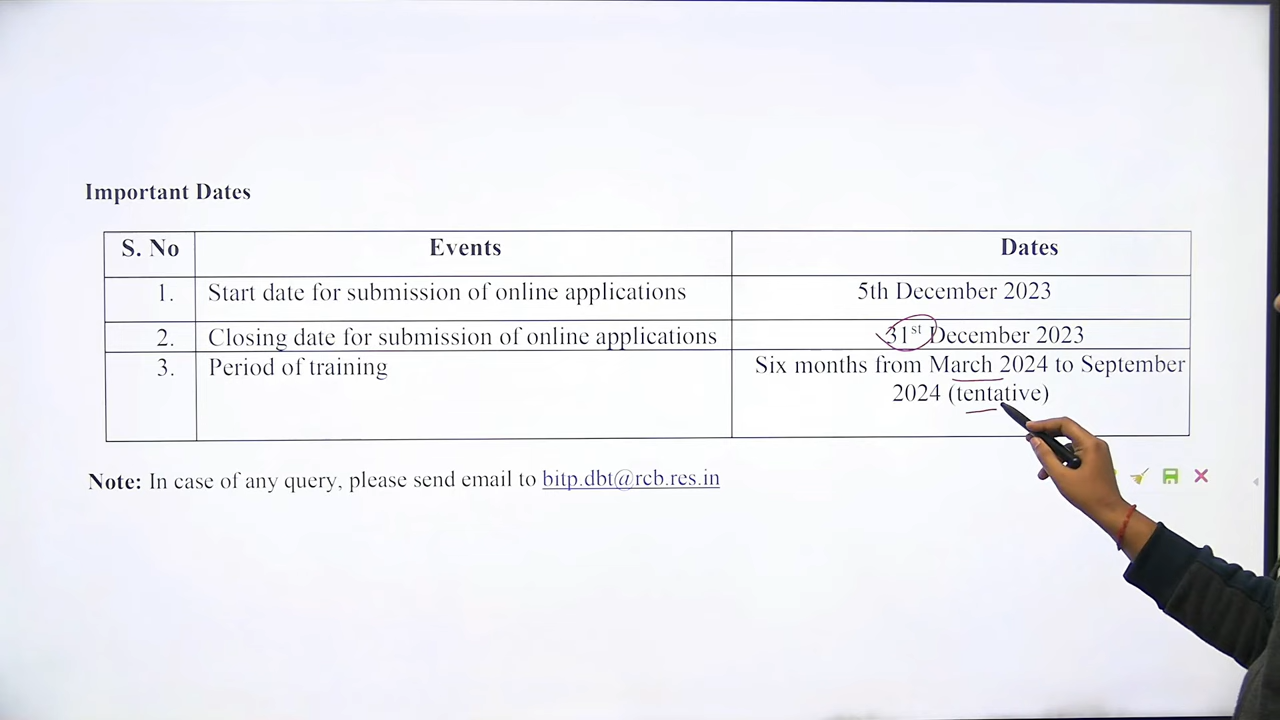 Important Dates
S. No Events Dates
1. Start date for submission of online applications 5th December 2023
2. Closing date for submission of online applications 31st December 2023
3. Period of training Six months from March 2024 to September
2024 (tentative)
Note: In case of any query, please send email to bitp.dbt@rcb.res.in